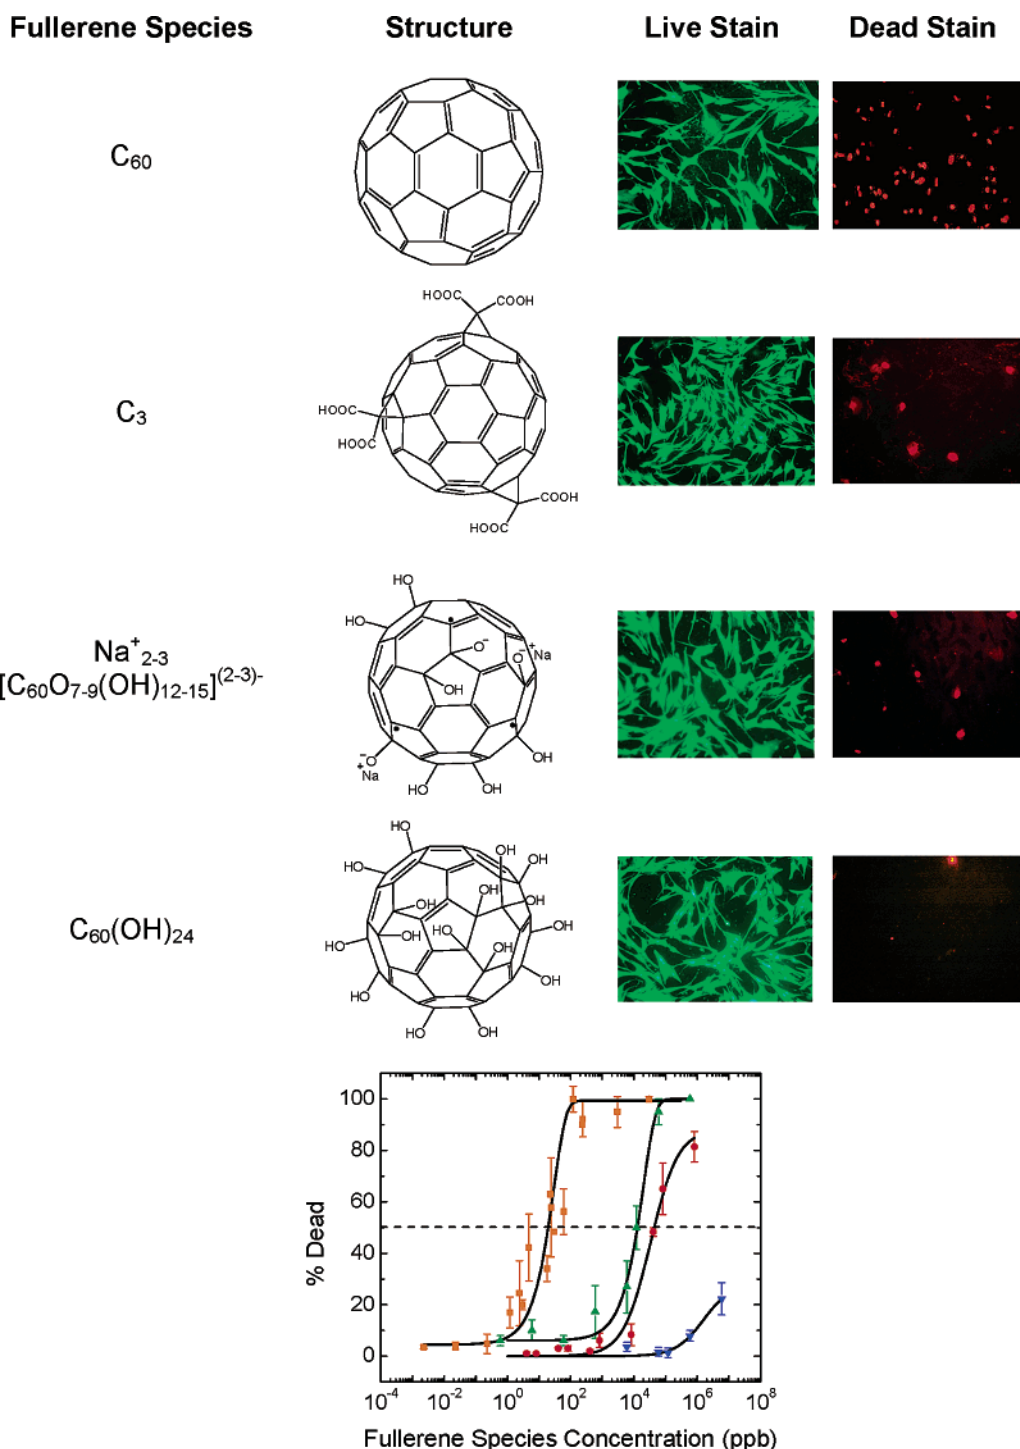 Fullerene Species Structure Live Stain Dead Stain
C₆₀
HOOC COOH
C₃
HOOC
HOOC
COOH
HOOC
Na⁺₂₋₃
[C₆₀O₇₋₉(OH)₁₂₋₁₅]⁽²⁻³⁾⁻
HO
HO
O⁻
O⁻ ⁺Na
OH
O⁻
⁺Na
OH
HO OH
C₆₀(OH)₂₄
HO
OH
OH
HO
OH
OH
OH
OH
HO
OH
HO
OH
OH
OH
HO
OH
HO OH
% Dead
100
80
60
40
20
0
10⁻⁴ 10⁻² 10⁰ 10² 10⁴ 10⁶ 10⁸
Fullerene Species Concentration (ppb)